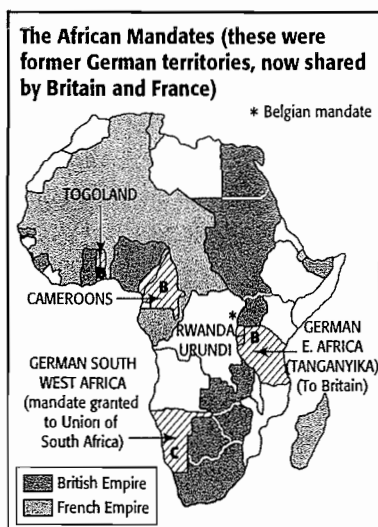 The African Mandates (these were
former German territories, now shared
by Britain and France)
* Belgian mandate
TOGOLAND
B
B
CAMEROONS
*
RWANDA
URUNDI
B
GERMAN
E. AFRICA
(TANGANYIKA)
(To Britain)
GERMAN SOUTH
WEST AFRICA
(mandate granted
to Union of
South Africa)
C
British Empire
French Empire